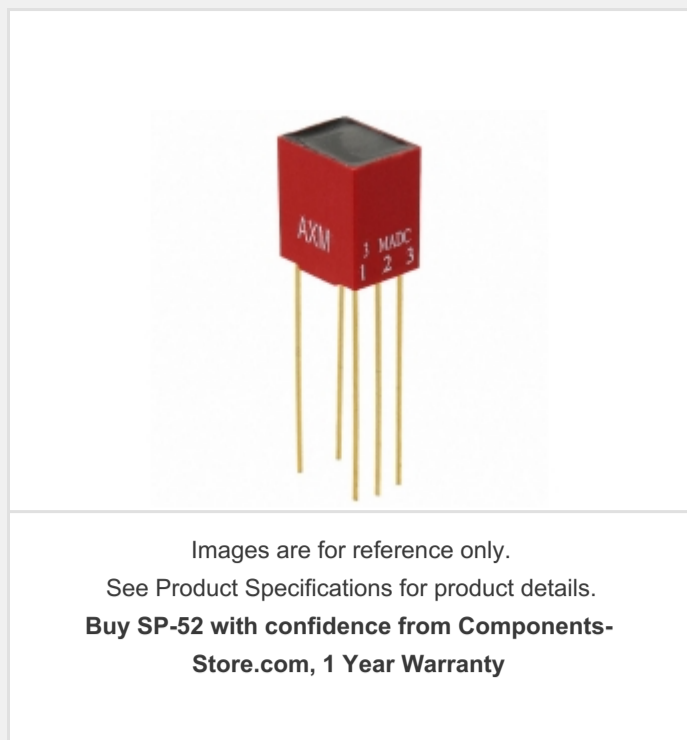 AXM
3 MADC
1 2 3
Images are for reference only.
See Product Specifications for product details.
Buy SP-52 with confidence from Components-
Store.com, 1 Year Warranty